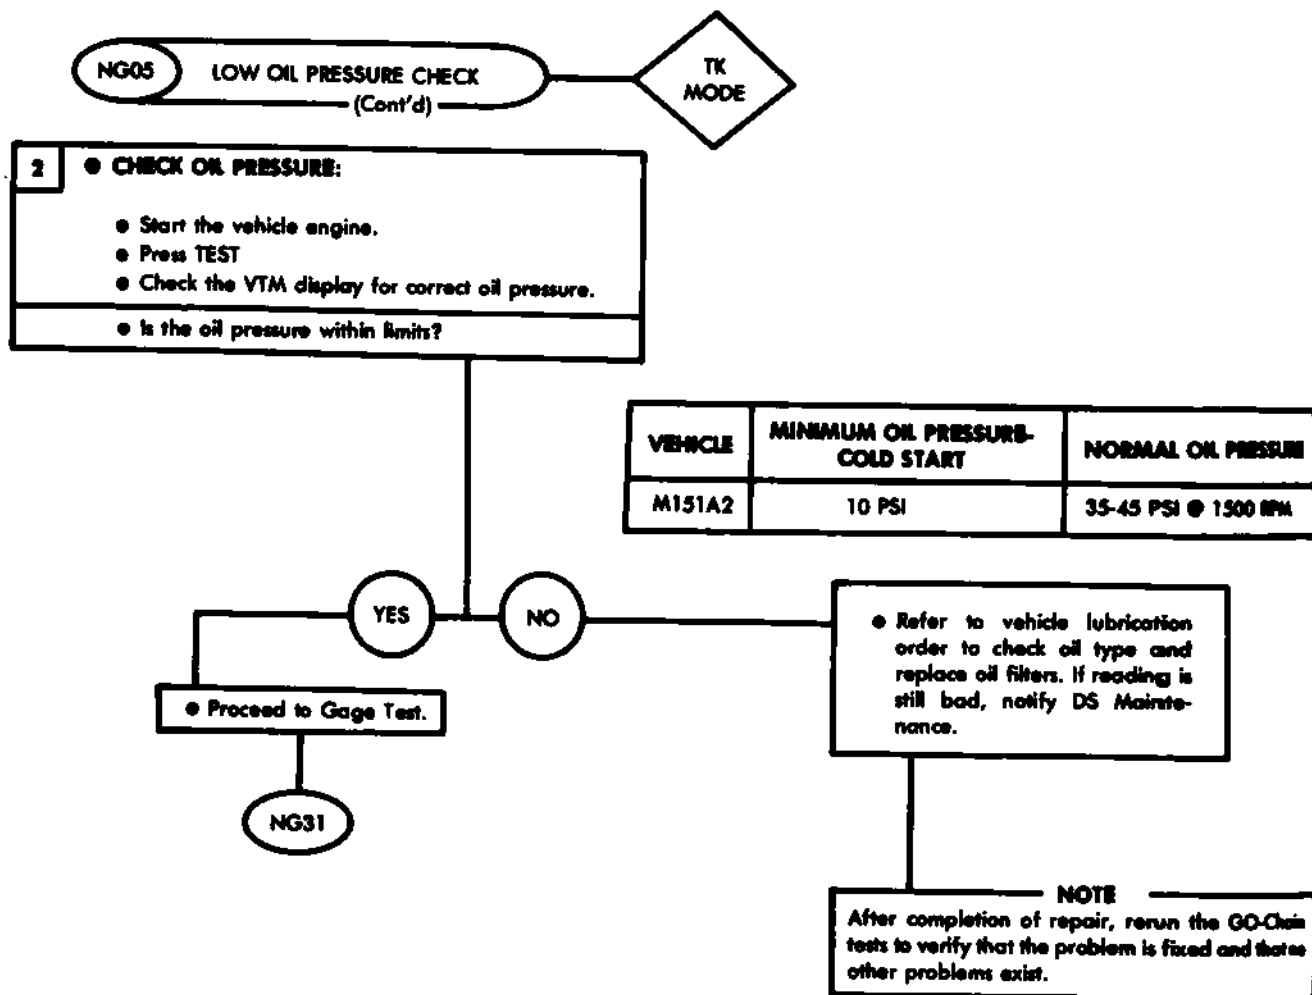 NG05
LOW OIL PRESSURE CHECK
(Cont'd)
TK
MODE
2
● CHECK OIL PRESSURE:
● Start the vehicle engine.
● Press TEST
● Check the VTM display for correct oil pressure.
● Is the oil pressure within limits?
VEHICLE
MINIMUM OIL PRESSURE-
COLD START
NORMAL OIL PRESSURE
M151A2
10 PSI
35-45 PSI @ 1500 RPM
YES
NO
● Proceed to Gage Test.
NG31
● Refer to vehicle lubrication
order to check oil type and
replace oil filters. If reading is
still bad, notify DS Mainte-
nance.
NOTE
After completion of repair, rerun the GO-Chain
tests to verify that the problem is fixed and that no
other problems exist.